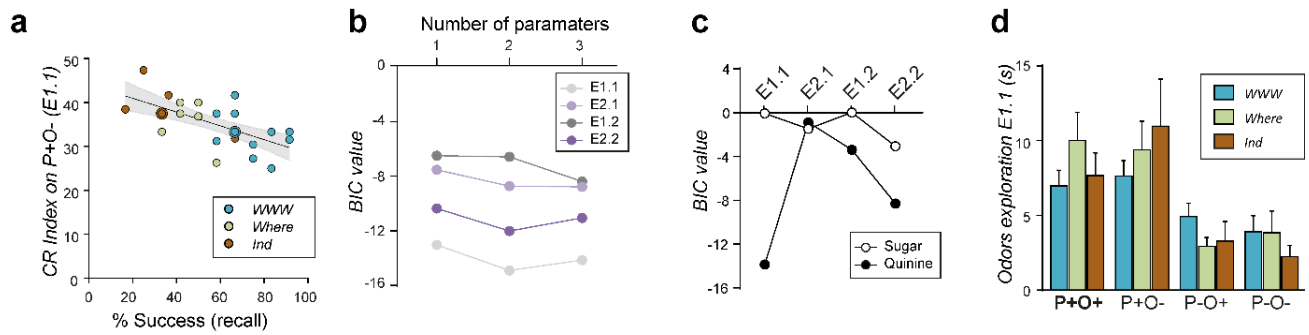 a
CR Index on P+O- (E1.1)
50
40
30
20
10
0
0 20 40 60 80 100
% Success (recall)
WWW
Where
Ind
b
Number of paramaters
1 2 3
BIC value
0
-4
-8
-12
-16
E1.1
E2.1
E1.2
E2.2
c
E1.1 E2.1 E1.2 E2.2
BIC value
4
0
-4
-8
-12
-16
Sugar
Quinine
d
Odors exploration E1.1 (s)
15
10
5
0
WWW
Where
Ind
P+O+ P+O- P-O+ P-O-